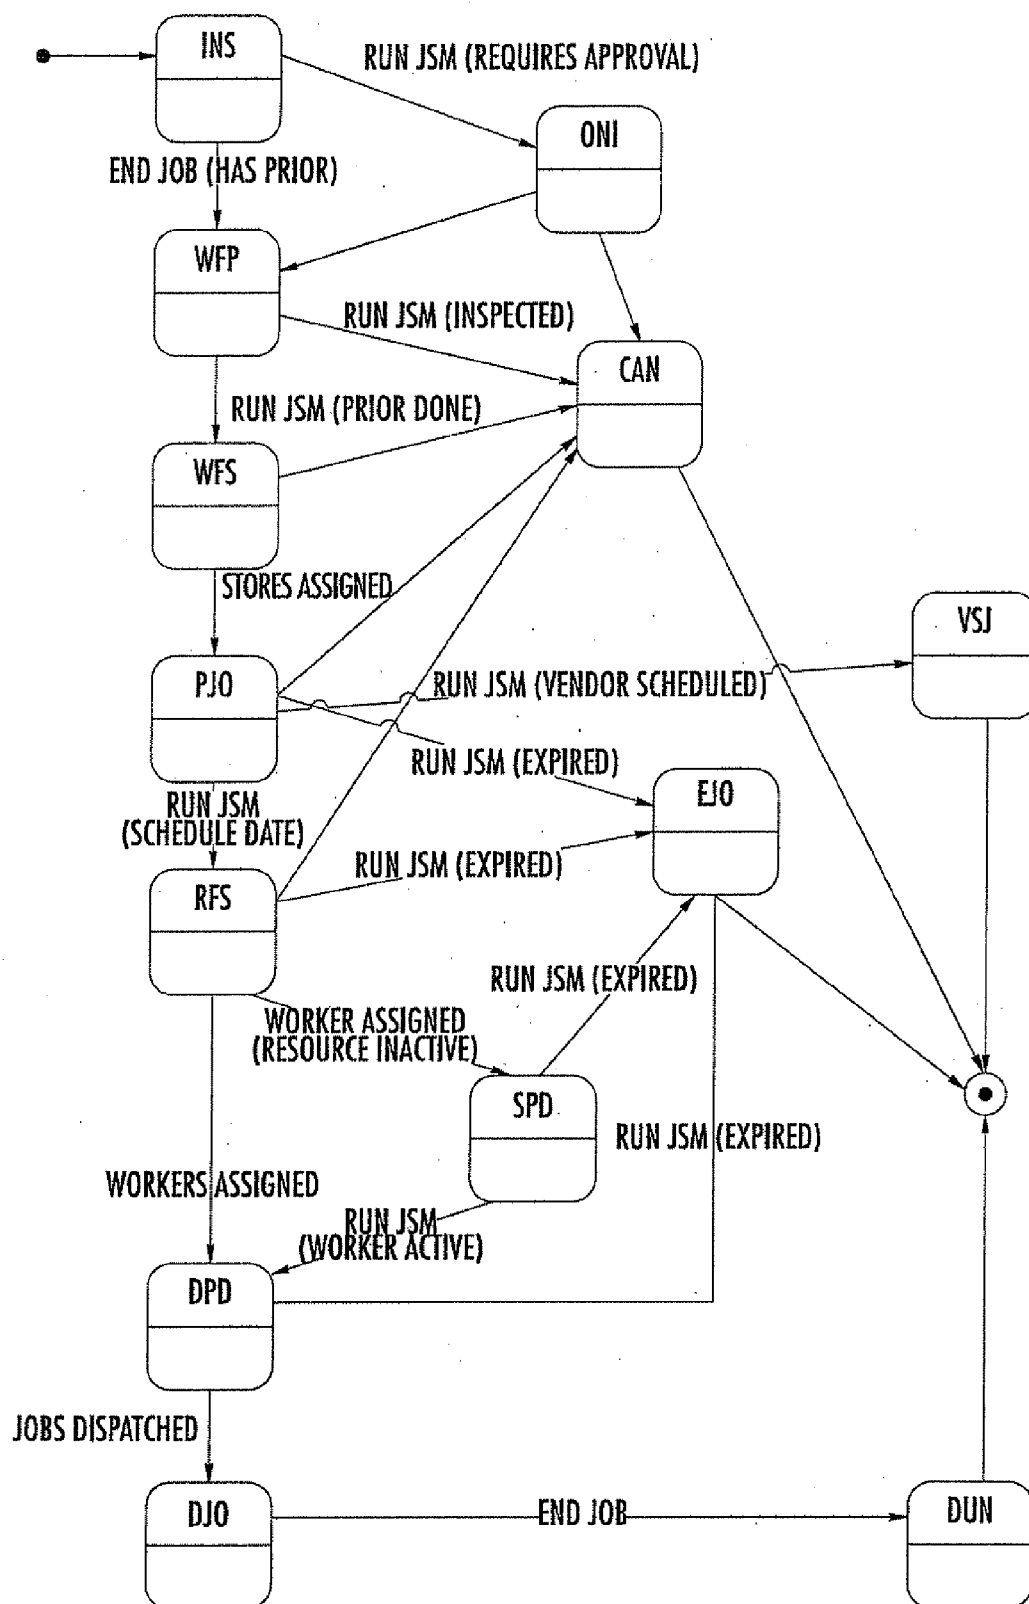 INS
RUN JSM (REQUIRES APPROVAL)
ONI
END JOB (HAS PRIOR)
WFP
RUN JSM (INSPECTED)
CAN
RUN JSM (PRIOR DONE)
WFS
STORES ASSIGNED
VSJ
PJO
RUN JSM (VENDOR SCHEDULED)
RUN JSM (EXPIRED)
EJO
RUN JSM
(SCHEDULE DATE)
RUN JSM (EXPIRED)
RFS
RUN JSM (EXPIRED)
WORKER ASSIGNED
(RESOURCE INACTIVE)
SPD
RUN JSM (EXPIRED)
WORKERS ASSIGNED
RUN JSM
(WORKER ACTIVE)
DPD
JOBS DISPATCHED
DJO
END JOB
DUN